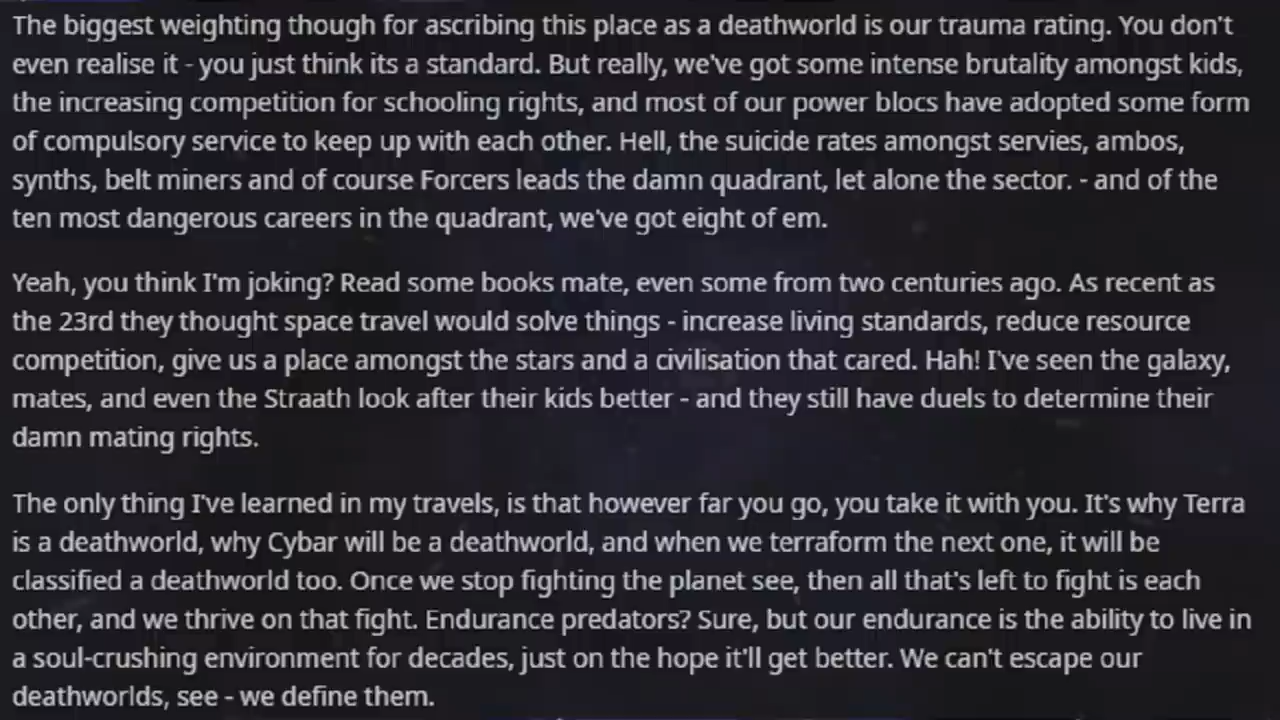 The biggest weighting though for ascribing this place as a deathworld is our trauma rating. You don't
even realise it - you just think its a standard. But really, we've got some intense brutality amongst kids,
the increasing competition for schooling rights, and most of our power blocs have adopted some form
of compulsory service to keep up with each other. Hell, the suicide rates amongst servies, ambos,
synths, belt miners and of course Forcers leads the damn quadrant, let alone the sector. - and of the
ten most dangerous careers in the quadrant, we've got eight of em.
Yeah, you think I'm joking? Read some books mate, even some from two centuries ago. As recent as
the 23rd they thought space travel would solve things - increase living standards, reduce resource
competition, give us a place amongst the stars and a civilisation that cared. Hah! I've seen the galaxy,
mates, and even the Straath look after their kids better - and they still have duels to determine their
damn mating rights.
The only thing I've learned in my travels, is that however far you go, you take it with you. It's why Terra
is a deathworld, why Cybar will be a deathworld, and when we terraform the next one, it will be
classified a deathworld too. Once we stop fighting the planet see, then all that's left to fight is each
other, and we thrive on that fight. Endurance predators? Sure, but our endurance is the ability to live in
a soul-crushing environment for decades, just on the hope it'll get better. We can't escape our
deathworlds, see - we define them.